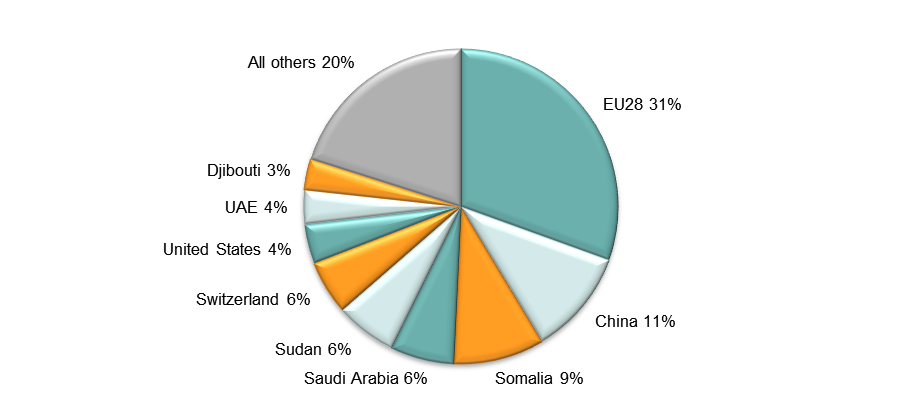 All others 20%
EU28 31%
Djibouti 3%
UAE 4%
United States 4%
Switzerland 6%
China 11%
Sudan 6%
Saudi Arabia 6%
Somalia 9%